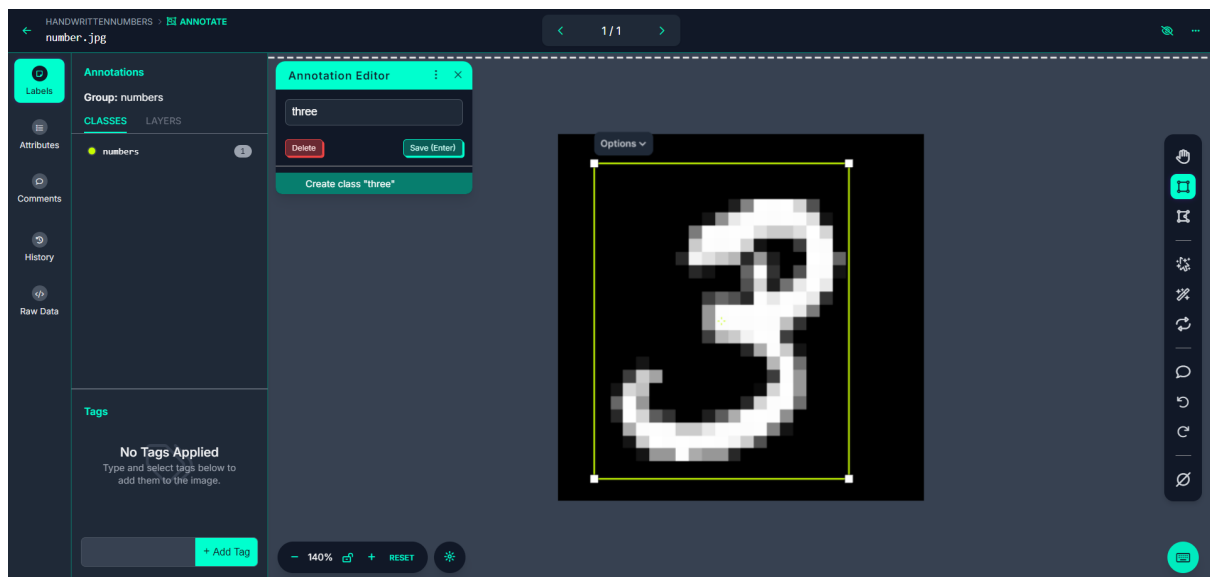 HANDWRITTENNUMBERS > ANNOTATE
number.jpg
1 / 1
Labels
Attributes
Comments
History
Raw Data
Annotations
Group: numbers
CLASSES LAYERS
numbers 1
Tags
No Tags Applied
Type and select tags below to
add them to the image.
+ Add Tag
Annotation Editor
three
Delete Save (Enter)
Create class "three"
Options
3
− 140% + RESET